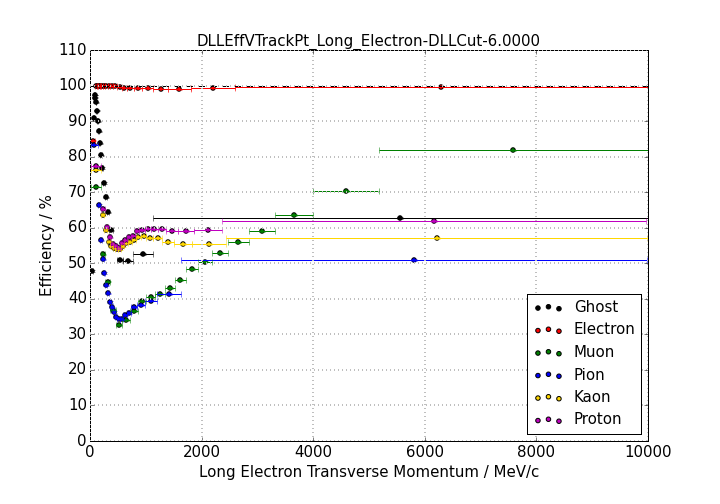 DLLEffVTrackPt_Long_Electron-DLLCut-6.0000
110
100
90
80
70
60
50
40
30
20
10
0
Efficiency / %
0 2000 4000 6000 8000 10000
Long Electron Transverse Momentum / MeV/c
Ghost
Electron
Muon
Pion
Kaon
Proton